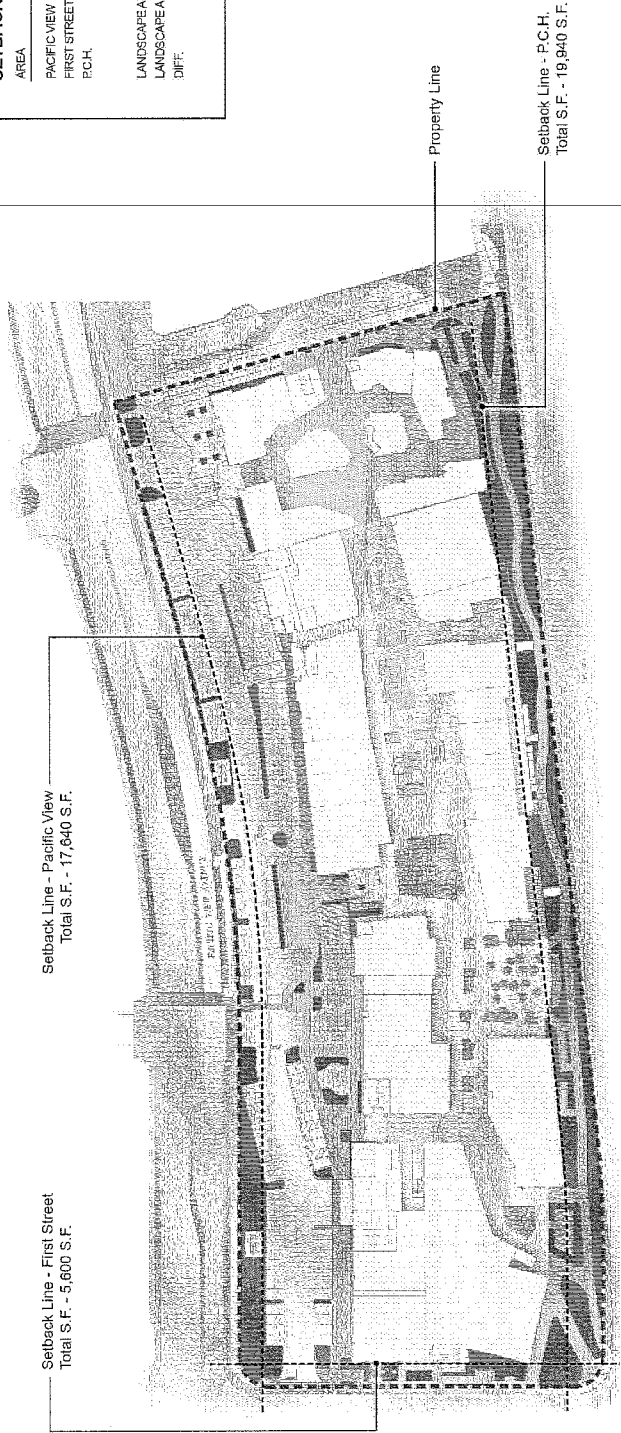 AREA
PACIFIC VIEW
FIRST STREET
P.C.H.
LANDSCAPE A
LANDSCAPE A
DIFF.
Property Line
Setback Line - P.C.H.
Total S.F. - 19,940 S.F.
Setback Line - Pacific View
Total S.F. - 17,640 S.F.
Setback Line - First Street
Total S.F. - 5,600 S.F.